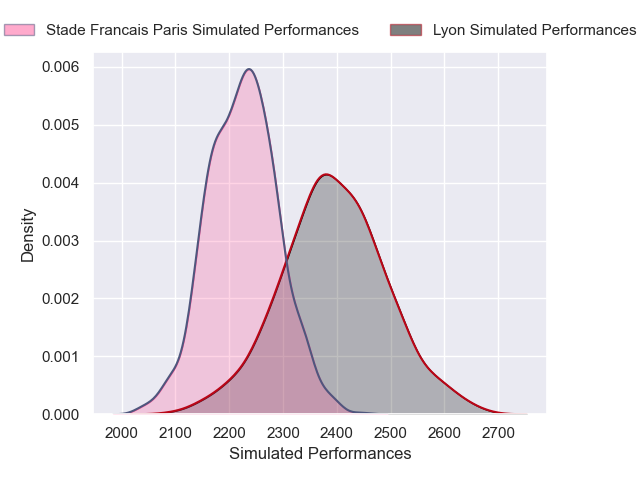 Stade Francais Paris Simulated Performances Lyon Simulated Performances
0.006
0.005
0.004
0.003
0.002
0.001
0.000
Density
2000 2100 2200 2300 2400 2500 2600 2700
Simulated Performances